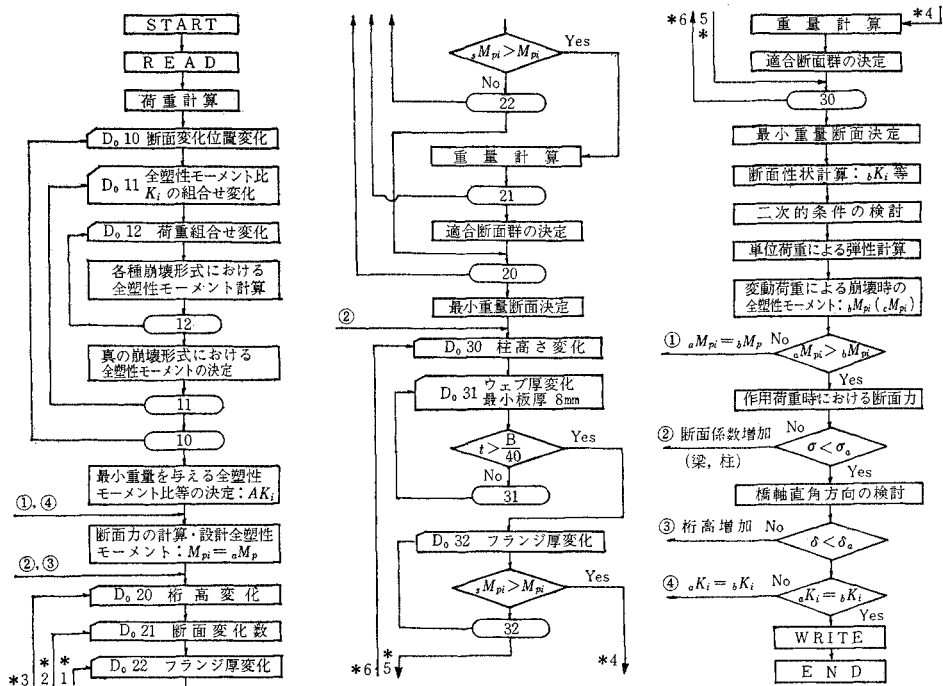 START
READ
荷重計算
Do 10 断面変化位置変化
Do 11 全塑性モーメント比
Ki の組合せ変化
Do 12 荷重組合せ変化
各種崩壊形式における
全塑性モーメント計算
12
真の崩壊形式における
全塑性モーメントの決定
11
10
最小重量を与える全塑性
モーメント比等の決定：AKi
①,④
断面力の計算・設計全塑性
モーメント：Mpi＝aMp
②,③
Do 20 桁高変化
Do 21 断面変化数
Do 22 フランジ厚変化
*3
*2
*1
sMpi＞Mpi
Yes
No
22
重量計算
21
適合断面群の決定
20
最小重量断面決定
②
Do 30 柱高さ変化
Do 31 ウェブ厚変化
最小板厚 8mm
t＞B/40
Yes
No
31
Do 32 フランジ厚変化
sMpi＞Mpi
Yes
No
32
*6
*5
*4
*6
5
*
*4
重量計算
適合断面群の決定
30
最小重量断面決定
断面性状計算：bKi 等
二次的条件の検討
単位荷重による弾性計算
変動荷重による崩壊時の
全塑性モーメント：bMpi(cMpi)
① aMpi＝bMp No
aMpi＞bMpi
Yes
作用荷重時における断面力
② 断面係数増加 No
(梁，柱)
σ＜σa
Yes
橋軸直角方向の検討
③ 桁高増加 No
δ＜δa
④ aKi＝bKi No
aKi＝bKi
Yes
WRITE
END